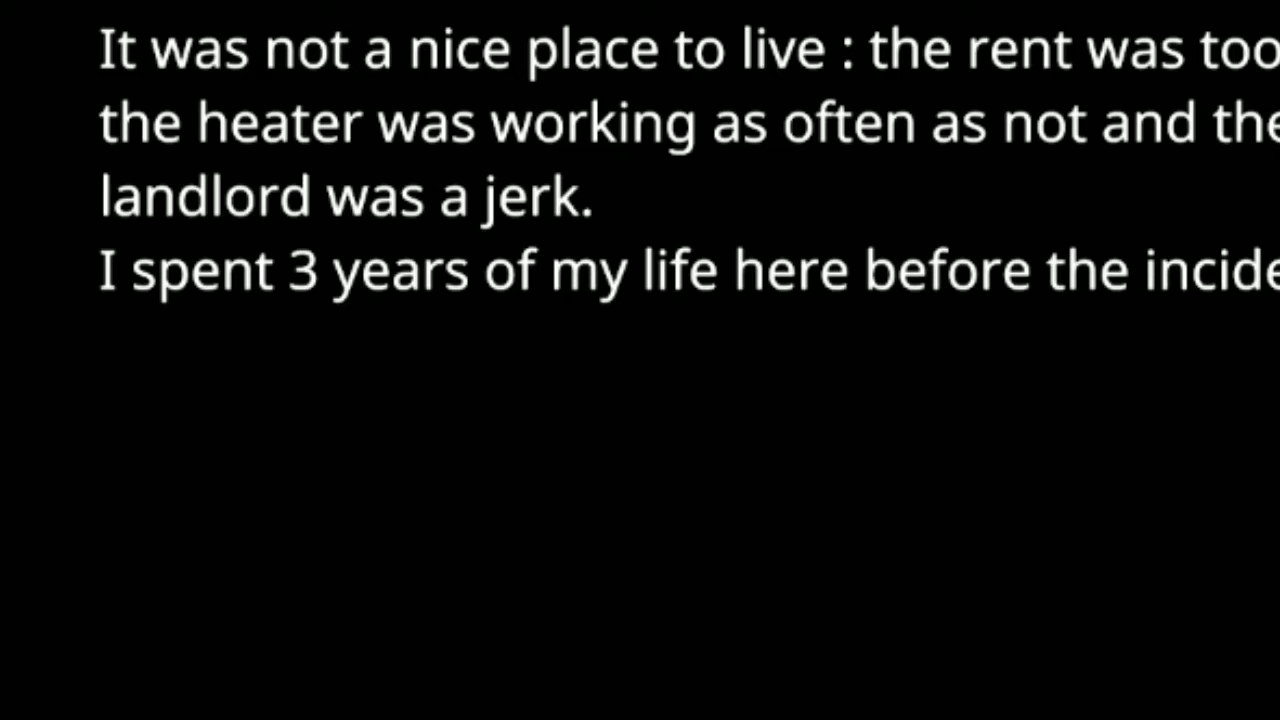 It was not a nice place to live : the rent was too
the heater was working as often as not and the
landlord was a jerk.
I spent 3 years of my life here before the